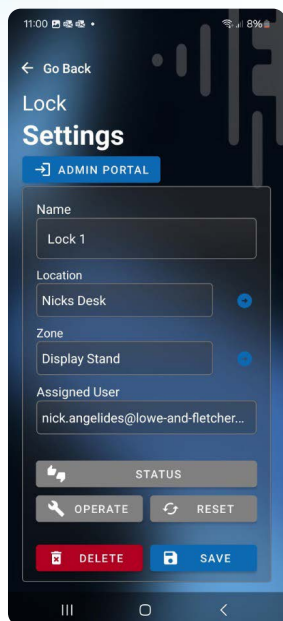 11:00
8%
Go Back
Lock
Settings
ADMIN PORTAL
Name
Lock 1
Location
Nicks Desk
Zone
Display Stand
Assigned User
nick.angelides@lowe-and-fletcher...
STATUS
OPERATE RESET
DELETE SAVE